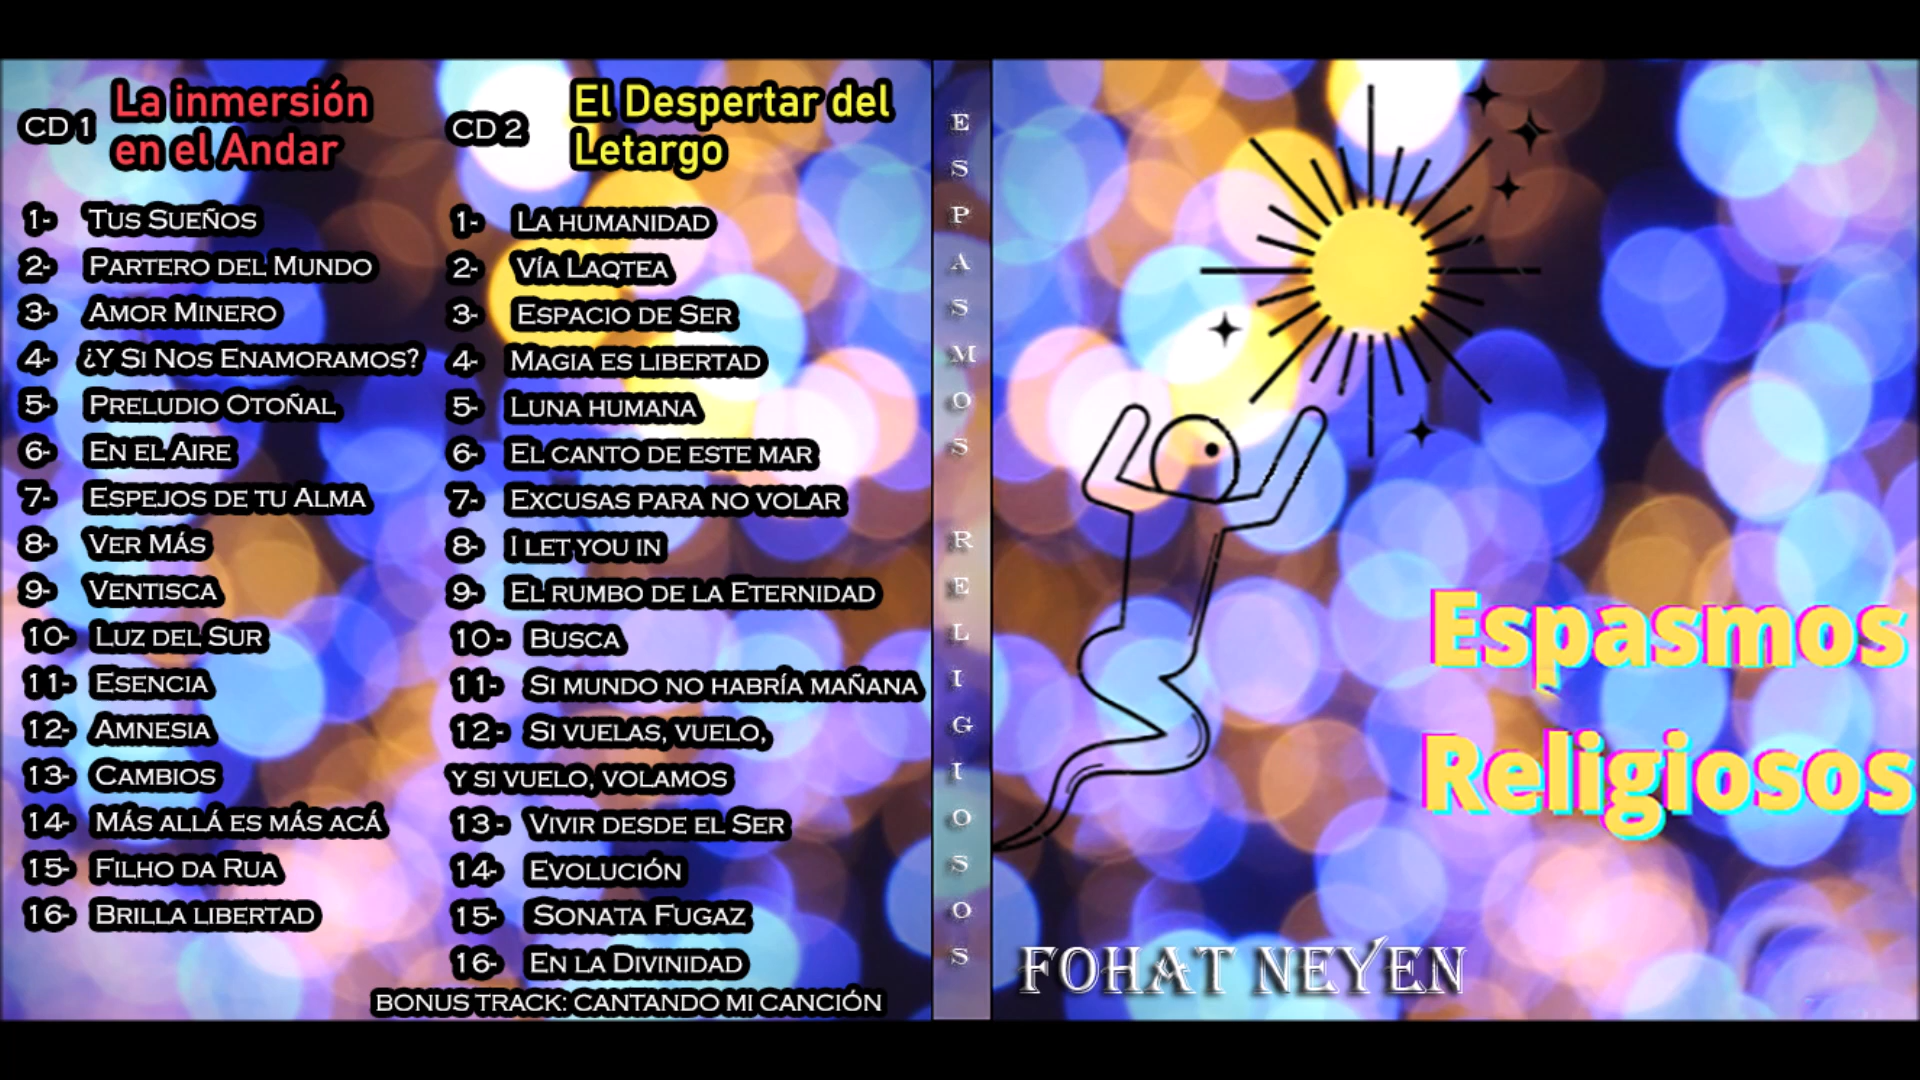 CD 1
La inmersión
en el Andar
1- Tus Sueños
2- Partero del Mundo
3- Amor Minero
4- ¿Y Si Nos Enamoramos?
5- Preludio Otoñal
6- En el Aire
7- Espejos de tu Alma
8- Ver Más
9- Ventisca
10- Luz del Sur
11- Esencia
12- Amnesia
13- Cambios
14- Más allá es más acá
15- Filho da Rua
16- Brilla libertad
CD 2
El Despertar del
Letargo
1- La humanidad
2- Vía Laqtea
3- Espacio de Ser
4- Magia es libertad
5- Luna humana
6- El canto de este mar
7- Excusas para no volar
8- I let you in
9- El rumbo de la Eternidad
10- Busca
11- Si mundo no habría mañana
12- Si vuelas, vuelo,
y si vuelo, volamos
13- Vivir desde el Ser
14- Evolución
15- Sonata Fugaz
16- En la Divinidad
bonus track: cantando mi canción
ESPASMOS RELIGIOSOS
Espasmos
Religiosos
FOHAT NEYEN